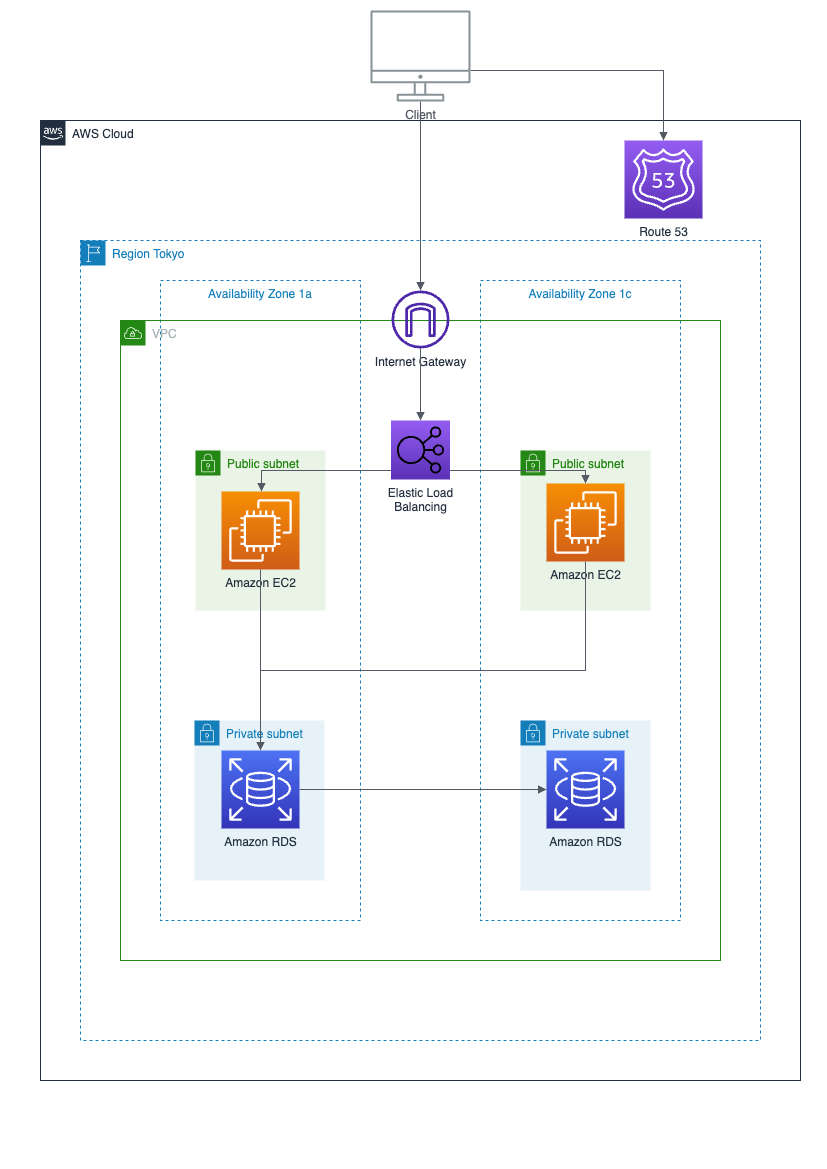 Client
aws
AWS Cloud
53
Route 53
Region Tokyo
Availability Zone 1a
Availability Zone 1c
VPC
Internet Gateway
Public subnet
Public subnet
Elastic Load
Balancing
Amazon EC2
Amazon EC2
Private subnet
Private subnet
Amazon RDS
Amazon RDS